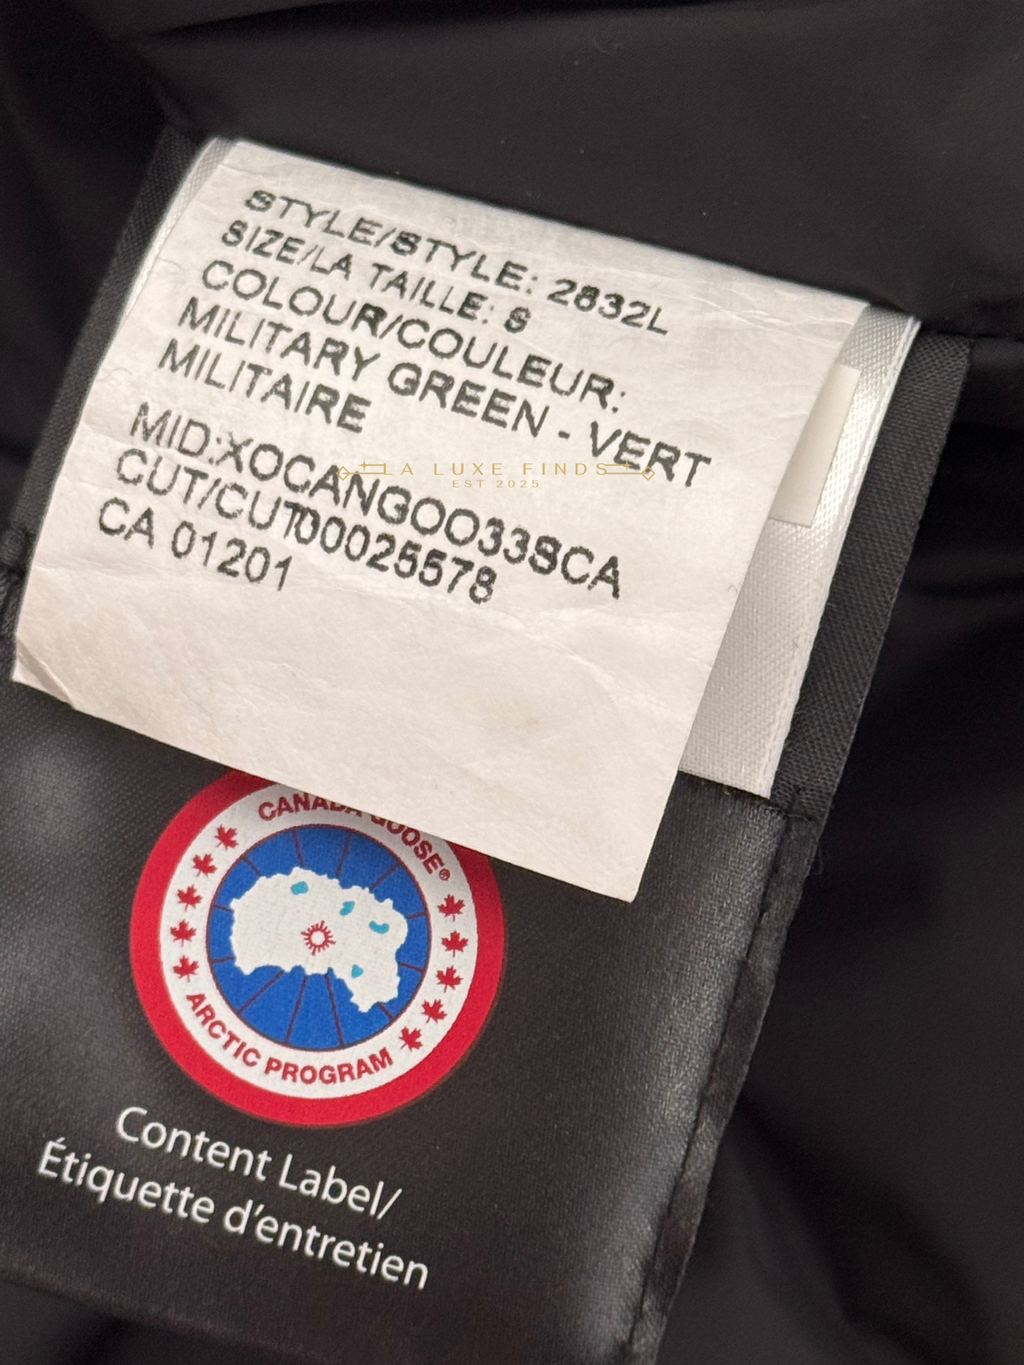 STYLE/STYLE: 2832L
SIZE/LA TAILLE: S
COLOUR/COULEUR:
MILITARY GREEN - VERT
MILITAIRE
MID:XOCANGOO33SCA
CUT/CUT00025578
CA 01201
LA LUXE FINDS
EST 2025
CANADA GOOSE®
ARCTIC PROGRAM
Content Label/
Étiquette d'entretien